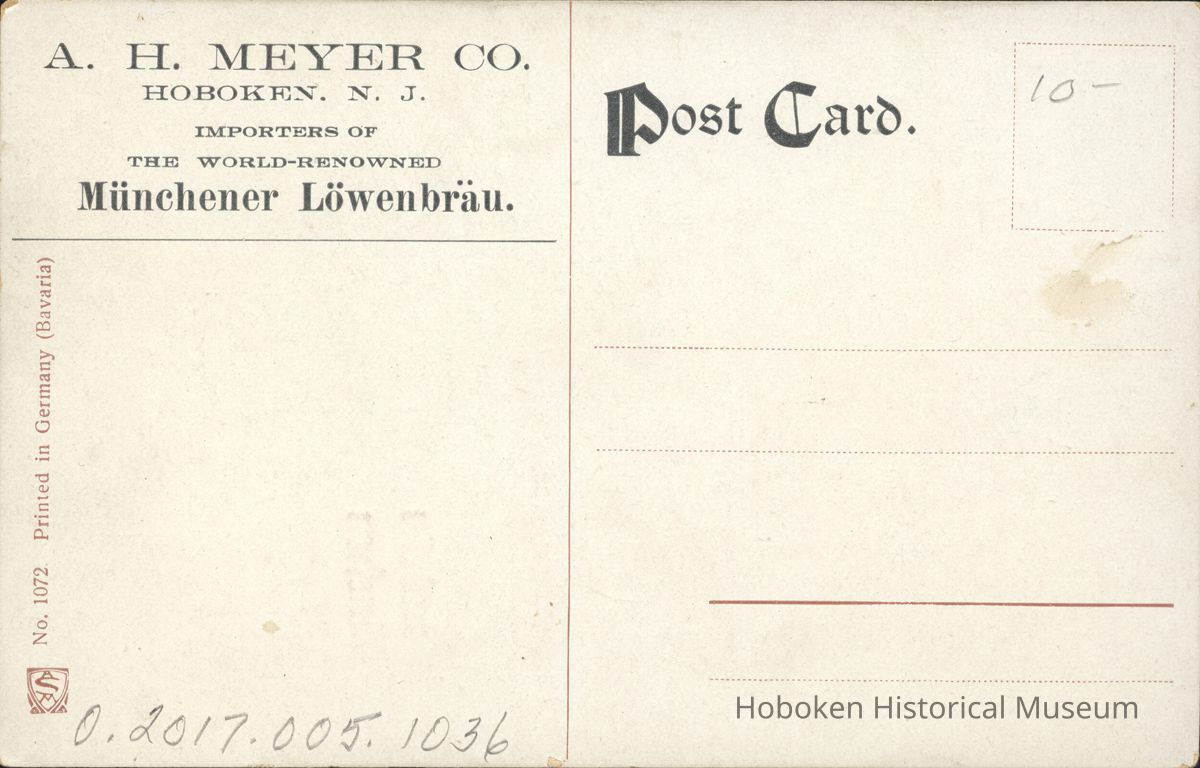 A. H. MEYER CO.
HOBOKEN. N. J.
IMPORTERS OF
THE WORLD-RENOWNED
Münchener Löwenbräu.
Post Card.
10-
No. 1072 Printed in Germany (Bavaria)
0.2017.005.1036
Hoboken Historical Museum